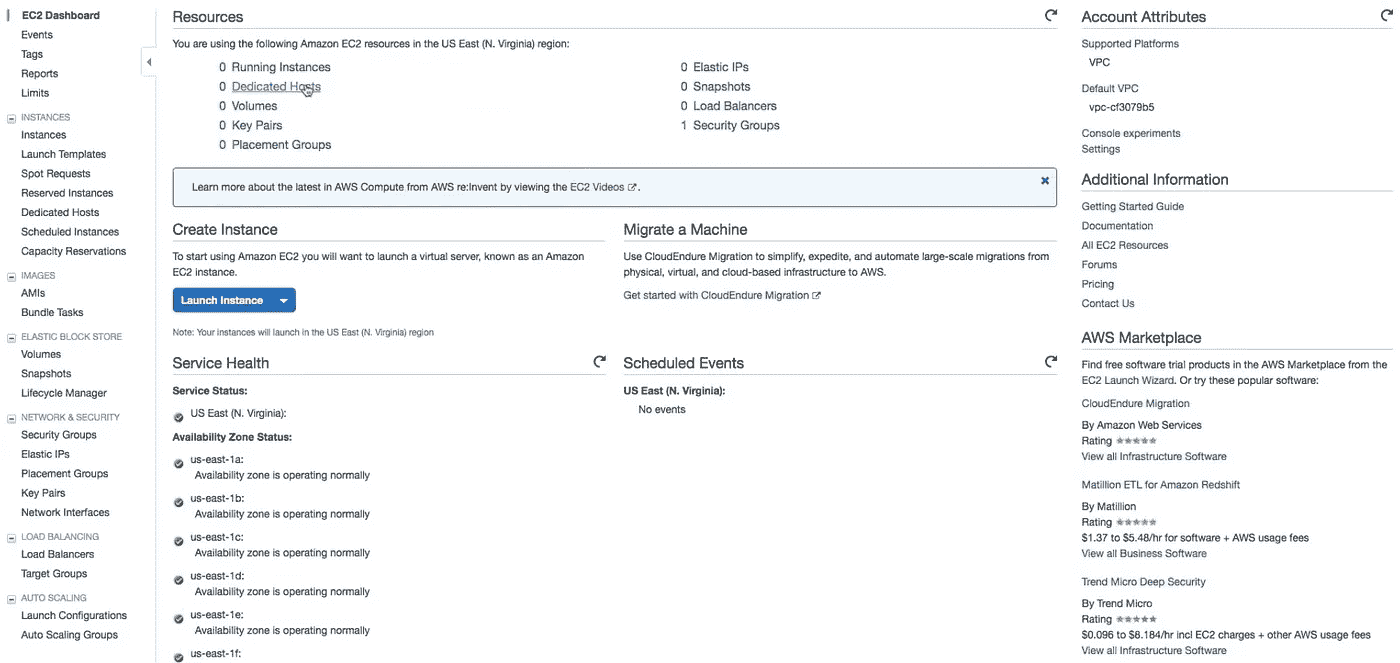 EC2 Dashboard
Events
Tags
Reports
Limits
INSTANCES
Instances
Launch Templates
Spot Requests
Reserved Instances
Dedicated Hosts
Scheduled Instances
Capacity Reservations
IMAGES
AMIs
Bundle Tasks
ELASTIC BLOCK STORE
Volumes
Snapshots
Lifecycle Manager
NETWORK & SECURITY
Security Groups
Elastic IPs
Placement Groups
Key Pairs
Network Interfaces
LOAD BALANCING
Load Balancers
Target Groups
AUTO SCALING
Launch Configurations
Auto Scaling Groups
Resources
You are using the following Amazon EC2 resources in the US East (N. Virginia) region:
0 Running Instances
0 Dedicated Hosts
0 Volumes
0 Key Pairs
0 Placement Groups
0 Elastic IPs
0 Snapshots
0 Load Balancers
1 Security Groups
Learn more about the latest in AWS Compute from AWS re:Invent by viewing the EC2 Videos .
Create Instance
To start using Amazon EC2 you will want to launch a virtual server, known as an Amazon
EC2 instance.
Launch Instance
Note: Your instances will launch in the US East (N. Virginia) region
Migrate a Machine
Use CloudEndure Migration to simplify, expedite, and automate large-scale migrations from
physical, virtual, and cloud-based infrastructure to AWS.
Get started with CloudEndure Migration
Service Health
Service Status:
US East (N. Virginia):
Availability Zone Status:
us-east-1a:
Availability zone is operating normally
us-east-1b:
Availability zone is operating normally
us-east-1c:
Availability zone is operating normally
us-east-1d:
Availability zone is operating normally
us-east-1e:
Availability zone is operating normally
us-east-1f:
Scheduled Events
US East (N. Virginia):
No events
Account Attributes
Supported Platforms
VPC
Default VPC
vpc-cf3079b5
Console experiments
Settings
Additional Information
Getting Started Guide
Documentation
All EC2 Resources
Forums
Pricing
Contact Us
AWS Marketplace
Find free software trial products in the AWS Marketplace from the
EC2 Launch Wizard. Or try these popular software:
CloudEndure Migration
By Amazon Web Services
Rating
View all Infrastructure Software
Matillion ETL for Amazon Redshift
By Matillion
Rating
$1.37 to $5.48/hr for software + AWS usage fees
View all Business Software
Trend Micro Deep Security
By Trend Micro
Rating
$0.096 to $8.184/hr incl EC2 charges + other AWS usage fees
View all Infrastructure Software